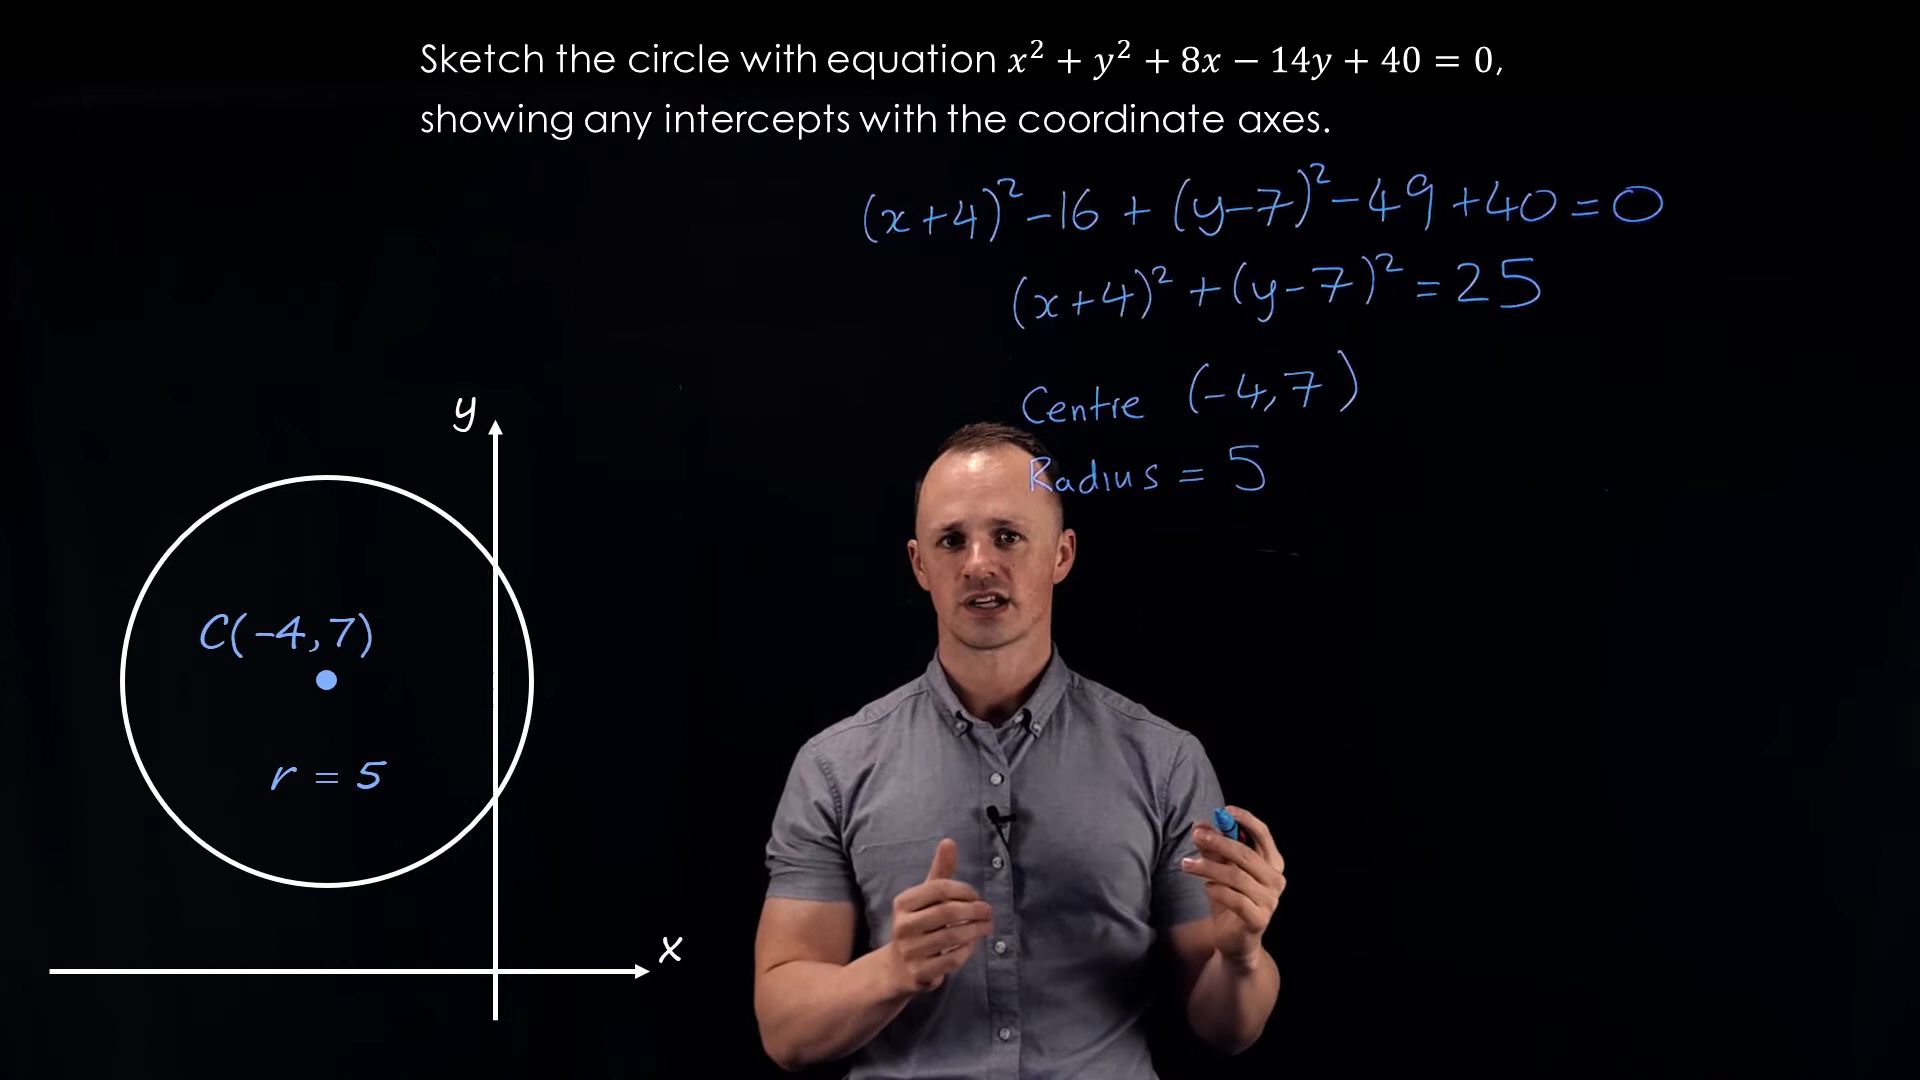 Sketch the circle with equation x² + y² + 8x − 14y + 40 = 0,
showing any intercepts with the coordinate axes.
(x+4)² -16 + (y-7)² -49 +40 = 0
(x+4)² + (y-7)² = 25
Centre (-4,7)
Radius = 5
y
C(-4,7)
r = 5
x